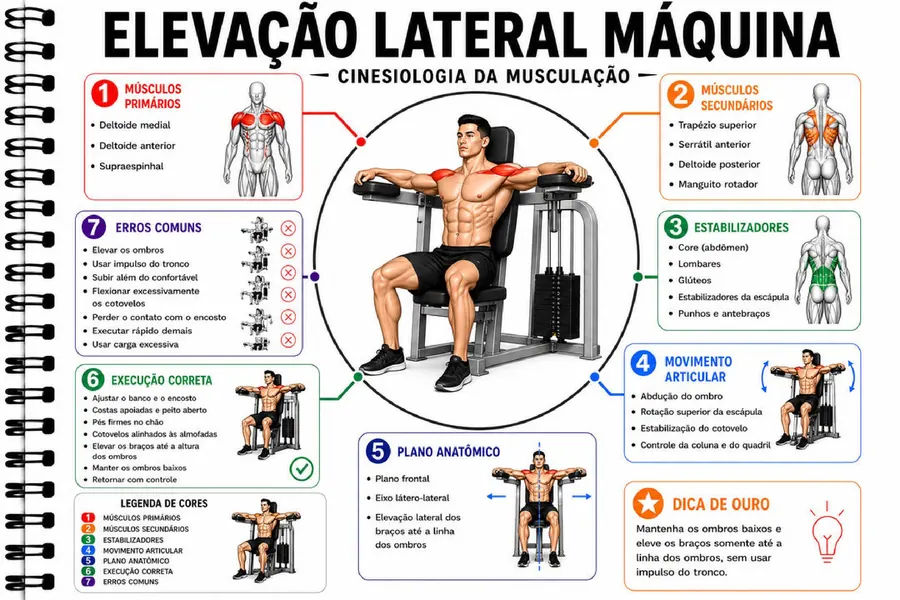 ELEVAÇÃO LATERAL MÁQUINA
CINESIOLOGIA DA MUSCULAÇÃO
1 MÚSCULOS
PRIMÁRIOS
• Deltoide medial
• Deltoide anterior
• Supraespinhal
2 MÚSCULOS
SECUNDÁRIOS
• Trapézio superior
• Serrátil anterior
• Deltoide posterior
• Manguito rotador
3 ESTABILIZADORES
• Core (abdômen)
• Lombares
• Glúteos
• Estabilizadores da escápula
• Punhos e antebraços
4 MOVIMENTO
ARTICULAR
• Abdução do ombro
• Rotação superior da escápula
• Estabilização do cotovelo
• Controle da coluna e do quadril
5 PLANO ANATÔMICO
• Plano frontal
• Eixo látero-lateral
• Elevação lateral dos
braços até a linha
dos ombros
6 EXECUÇÃO CORRETA
• Ajustar o banco e o encosto
• Costas apoiadas e peito aberto
• Pés firmes no chão
• Cotovelos alinhados às almofadas
• Elevar os braços até a altura
dos ombros
• Manter os ombros baixos
• Retornar com controle
7 ERROS COMUNS
• Elevar os ombros
• Usar impulso do tronco
• Subir além do confortável
• Flexionar excessivamente
os cotovelos
• Perder o contato com o encosto
• Executar rápido demais
• Usar carga excessiva
LEGENDA DE CORES
1 MÚSCULOS PRIMÁRIOS
2 MÚSCULOS SECUNDÁRIOS
3 ESTABILIZADORES
4 MOVIMENTO ARTICULAR
5 PLANO ANATÔMICO
6 EXECUÇÃO CORRETA
7 ERROS COMUNS
DICA DE OURO
Mantenha os ombros baixos e
eleve os braços somente até a
linha dos ombros, sem usar
impulso do tronco.